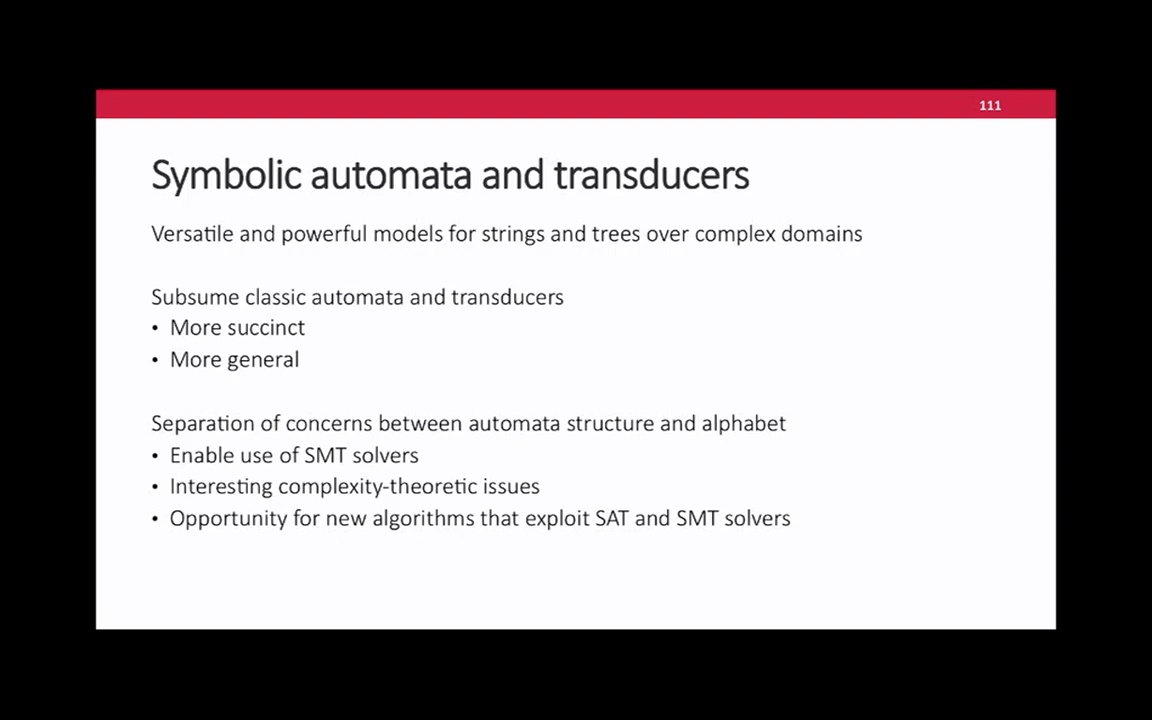 111
Symbolic automata and transducers
Versatile and powerful models for strings and trees over complex domains
Subsume classic automata and transducers
• More succinct
• More general
Separation of concerns between automata structure and alphabet
• Enable use of SMT solvers
• Interesting complexity-theoretic issues
• Opportunity for new algorithms that exploit SAT and SMT solvers